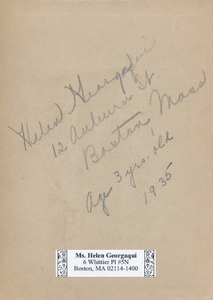 Helen Georgaqui
12 Auburn St.
Boston, Mass
Age 3 yrs. old
1935
Ms. Helen Georgaqui
6 Whittier Pl #5N
Boston, MA 02114-1400